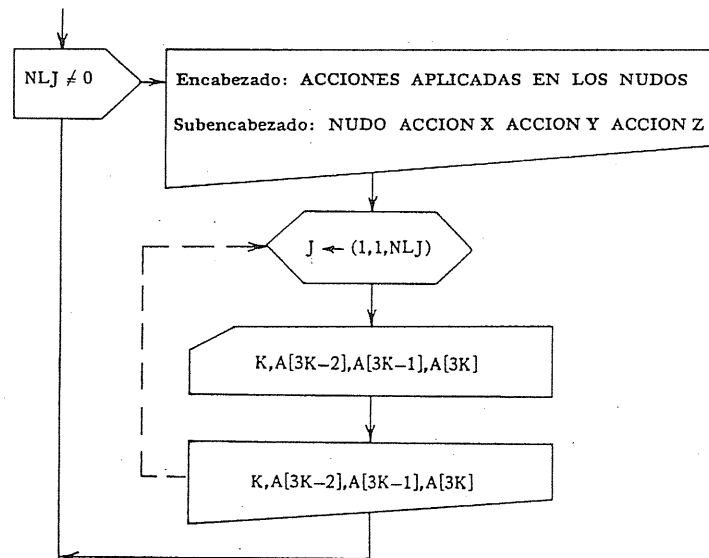 NLJ ≠ 0
Encabezado: ACCIONES APLICADAS EN LOS NUDOS
Subencabezado: NUDO ACCION X ACCION Y ACCION Z
J ← (1,1,NLJ)
K,A[3K−2],A[3K−1],A[3K]
K,A[3K−2],A[3K−1],A[3K]